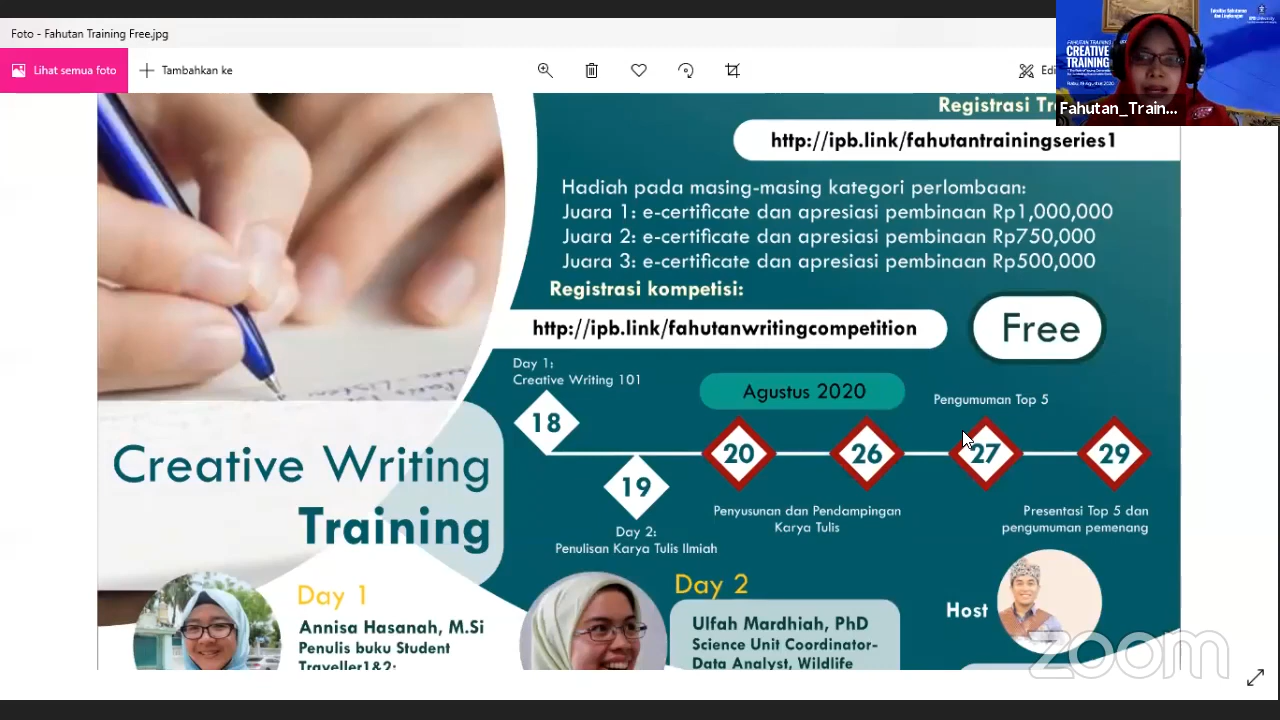 Foto - Fahutan Training Free.jpg
Lihat semua foto
Tambahkan ke
CREATIVE
TRAINING
Fahutan_Train...
Registrasi
http://ipb.link/fahutantrainingseries1
Hadiah pada masing-masing kategori perlombaan:
Juara 1: e-certificate dan apresiasi pembinaan Rp1,000,000
Juara 2: e-certificate dan apresiasi pembinaan Rp750,000
Juara 3: e-certificate dan apresiasi pembinaan Rp500,000
Registrasi kompetisi:
http://ipb.link/fahutanwritingcompetition
Free
Day 1:
Creative Writing 101
Agustus 2020
Pengumuman Top 5
18
20
26
27
29
19
Penyusunan dan Pendampingan
Karya Tulis
Presentasi Top 5 dan
pengumuman pemenang
Day 2:
Penulisan Karya Tulis Ilmiah
Creative Writing
Training
Day 1
Annisa Hasanah, M.Si
Penulis buku Student
Traveller1&2:
Day 2
Ulfah Mardhiah, PhD
Science Unit Coordinator-
Data Analyst, Wildlife
Host
zoom